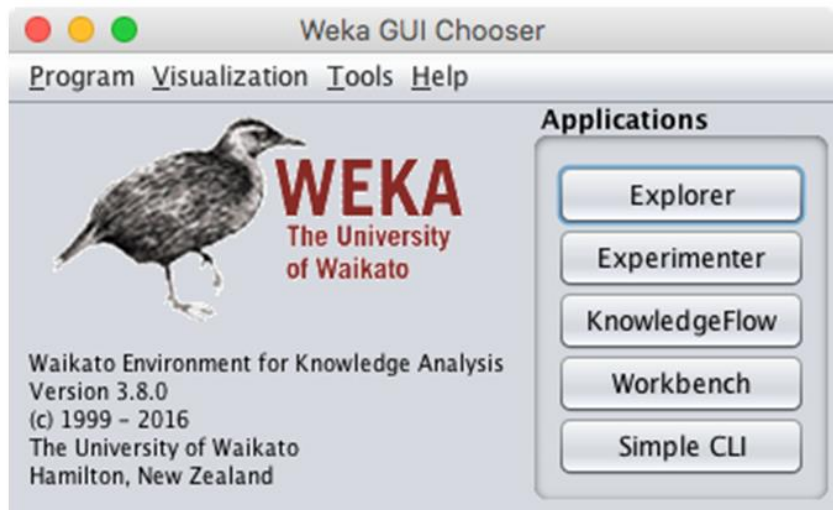 Weka GUI Chooser
Program Visualization Tools Help
WEKA
The University
of Waikato
Waikato Environment for Knowledge Analysis
Version 3.8.0
(c) 1999 – 2016
The University of Waikato
Hamilton, New Zealand
Applications
Explorer
Experimenter
KnowledgeFlow
Workbench
Simple CLI